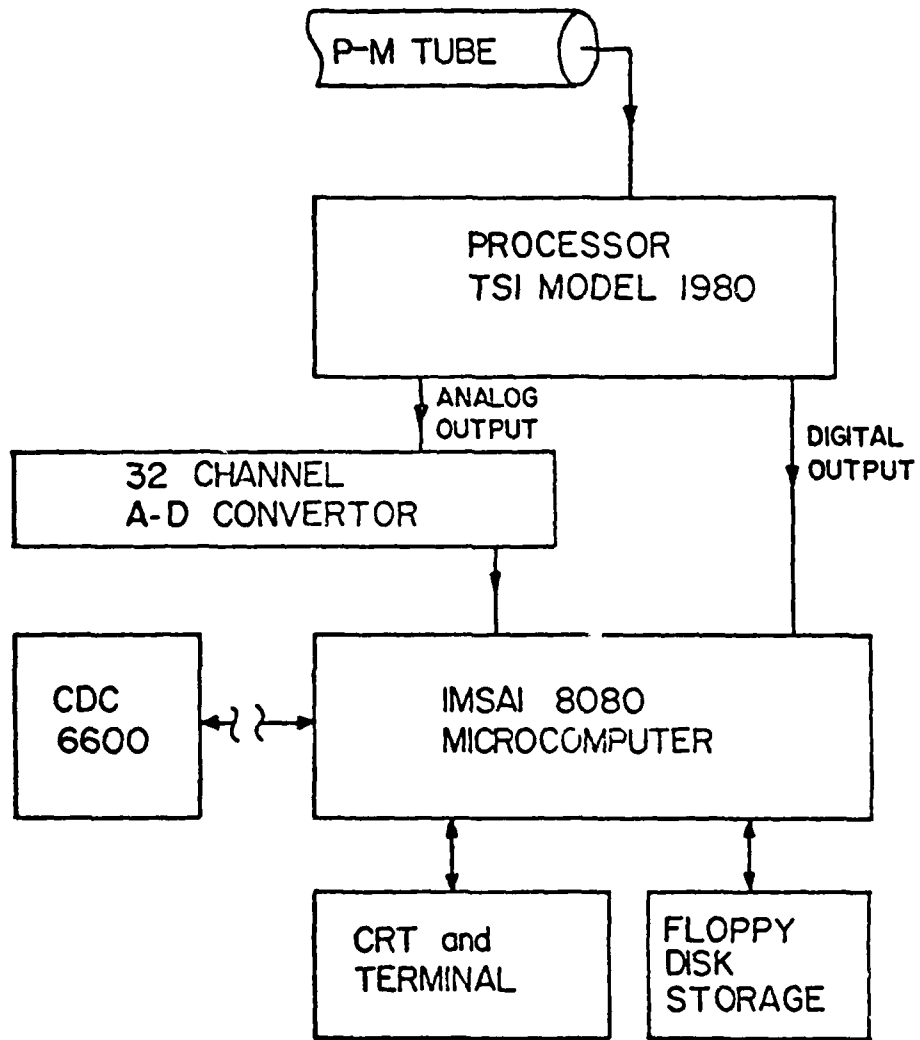 P-M TUBE
PROCESSOR
TSI MODEL 1980
ANALOG
OUTPUT
DIGITAL
OUTPUT
32 CHANNEL
A-D CONVERTOR
CDC
6600
IMSAI 8080
MICROCOMPUTER
CRT and
TERMINAL
FLOPPY
DISK
STORAGE